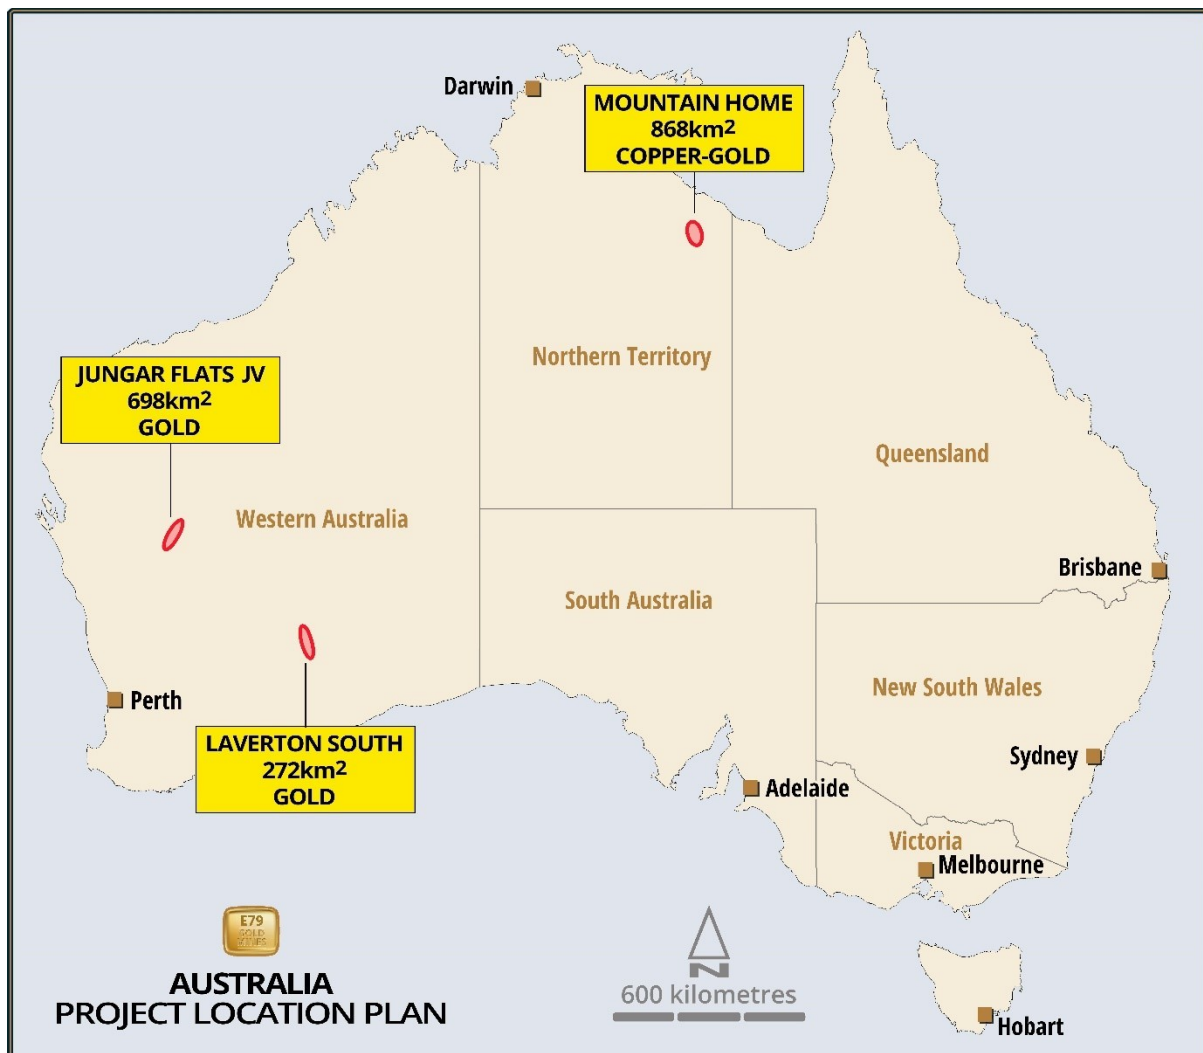 Darwin
MOUNTAIN HOME
868km²
COPPER-GOLD
Northern Territory
JUNGAR FLATS JV
698km²
GOLD
Queensland
Western Australia
Brisbane
South Australia
New South Wales
Perth
LAVERTON SOUTH
272km²
GOLD
Sydney
Adelaide
Victoria
Melbourne
E79
GOLD
MINES
AUSTRALIA
PROJECT LOCATION PLAN
N
600 kilometres
Hobart